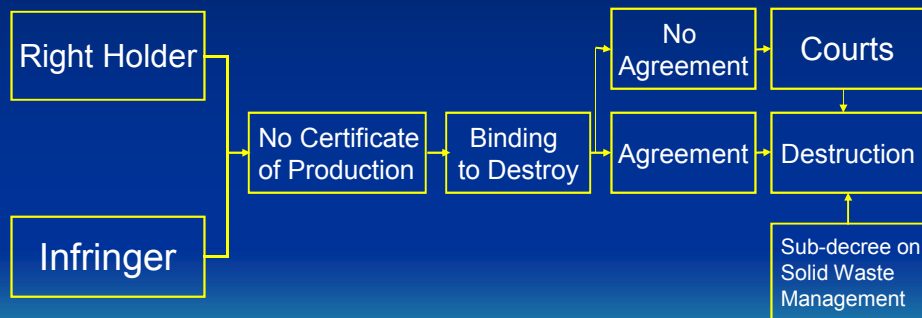 Right Holder
Infringer
No Certificate
of Production
Binding
to Destroy
No
Agreement
Courts
Agreement
Destruction
Sub-decree on
Solid Waste
Management